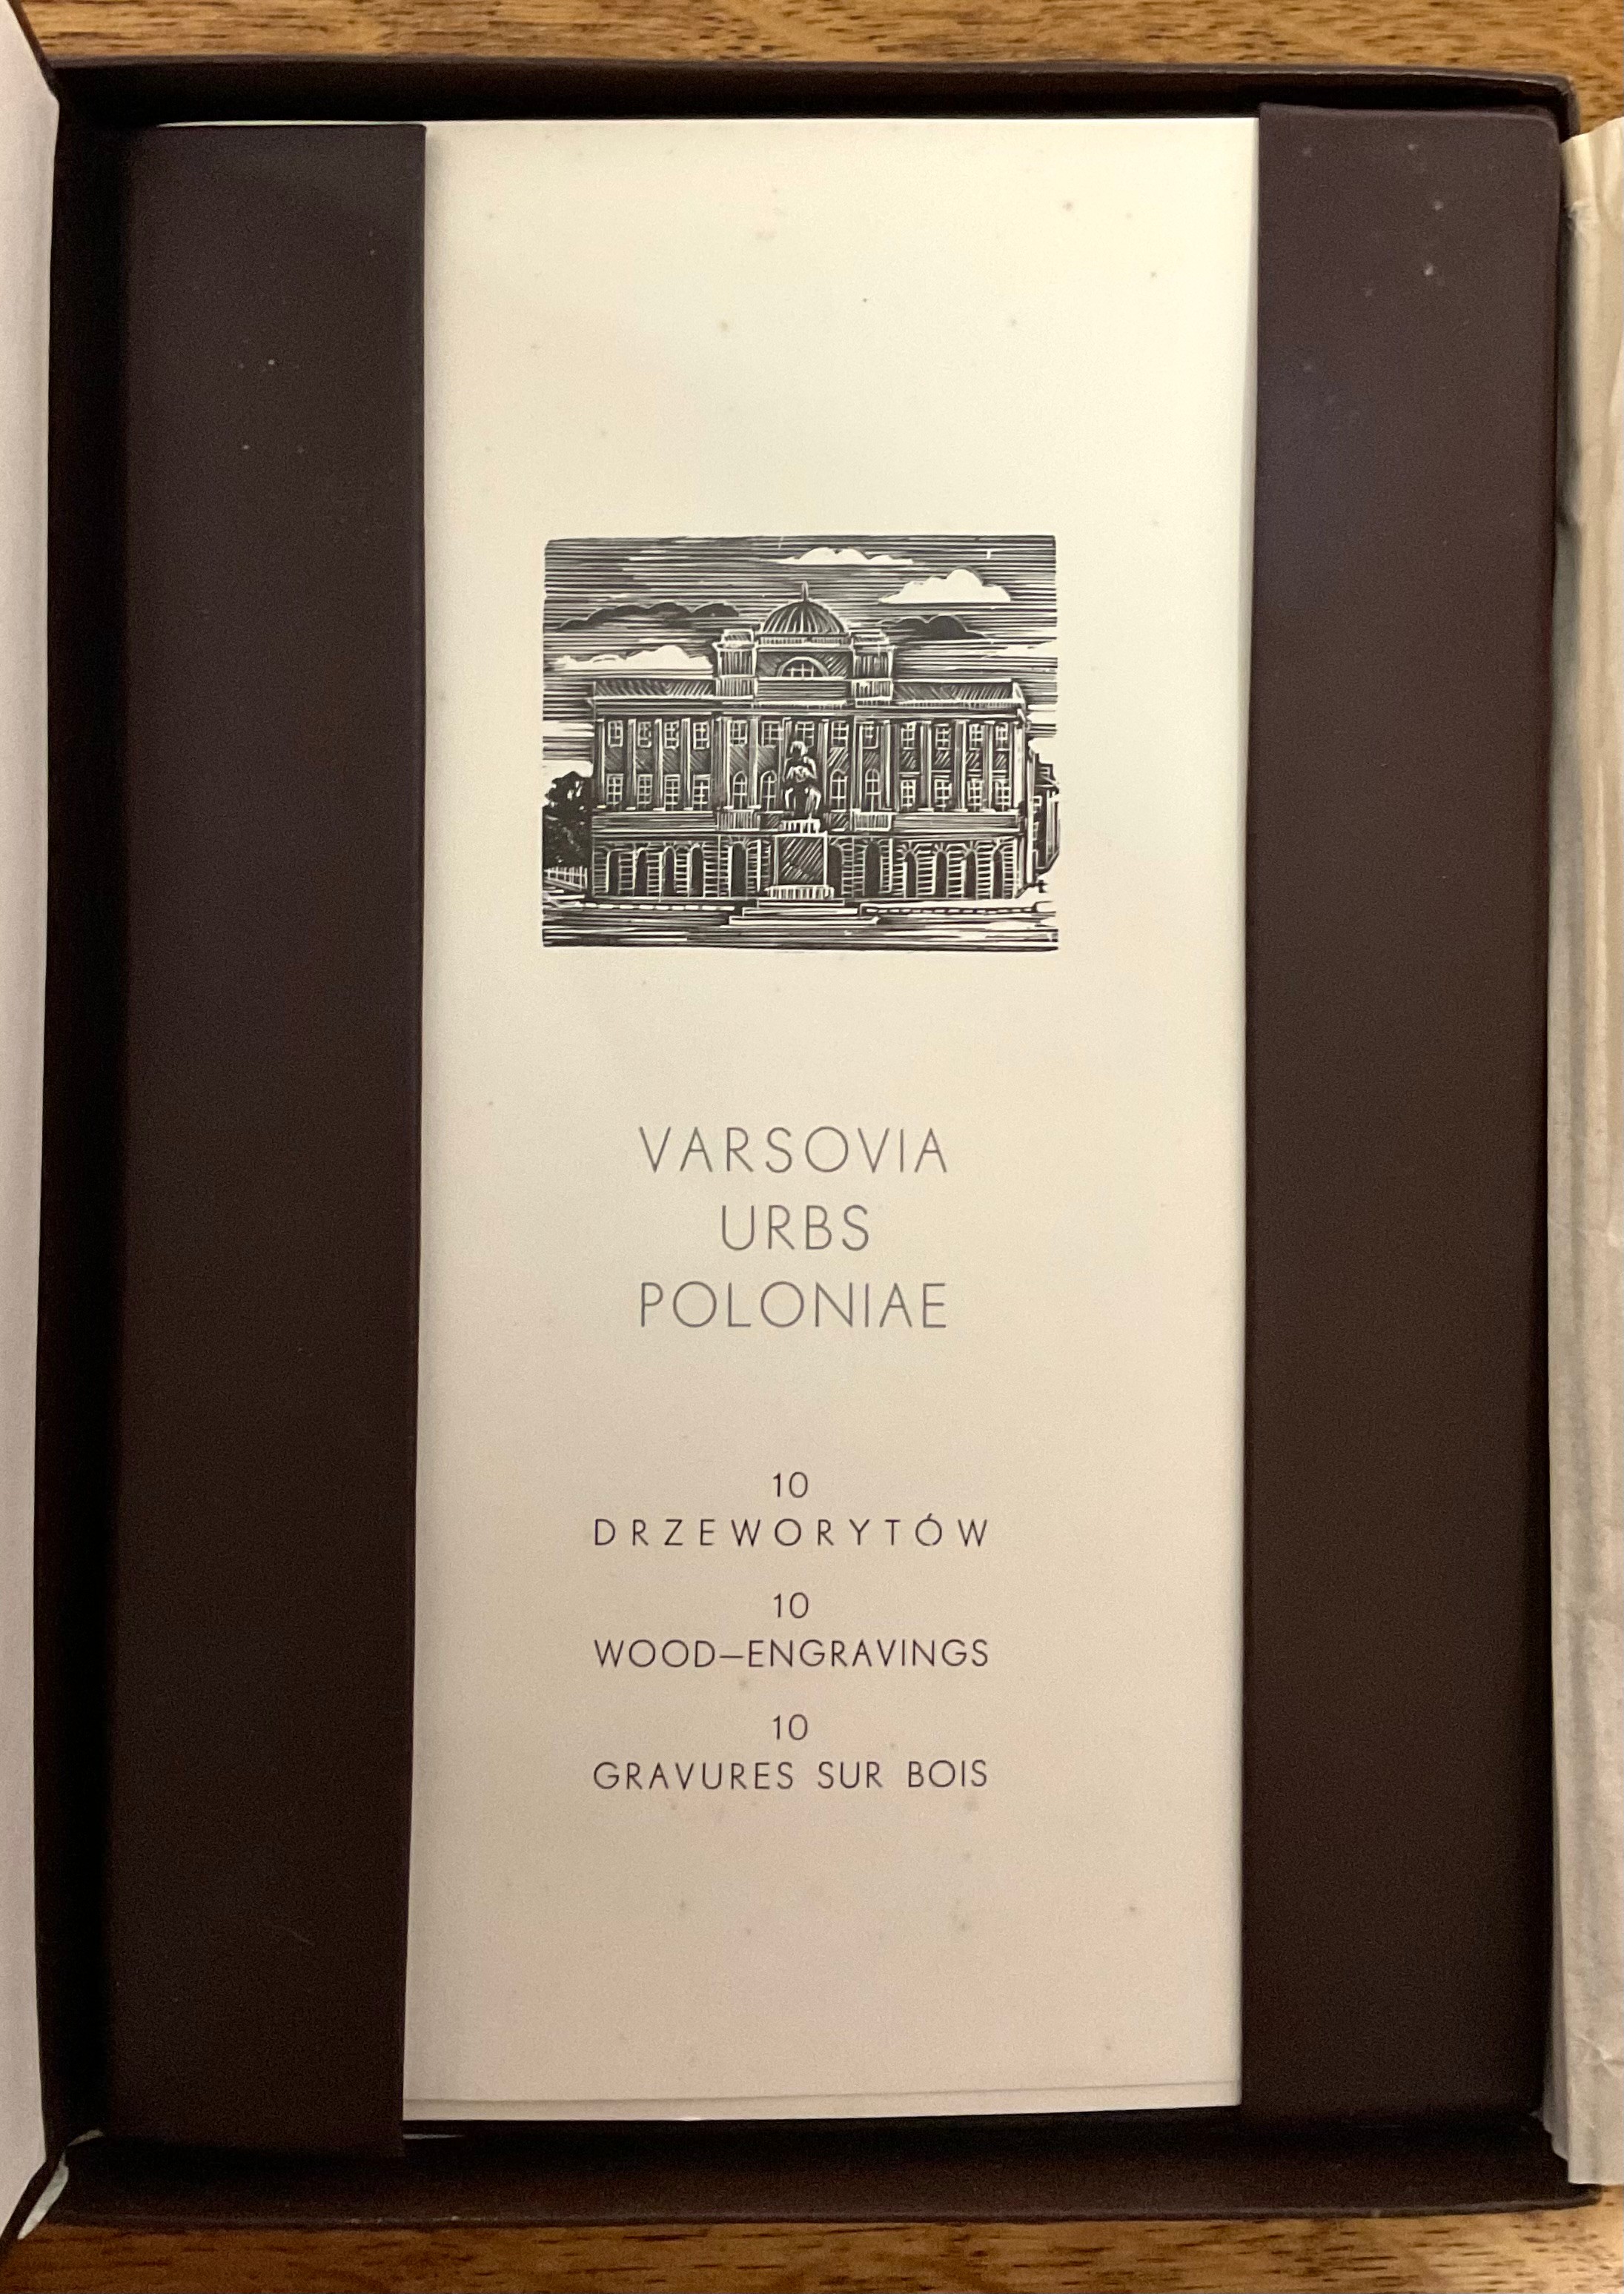 VARSOVIA
URBS
POLONIAE
10
DRZEWORYTÓW
10
WOOD–ENGRAVINGS
10
GRAVURES SUR BOIS